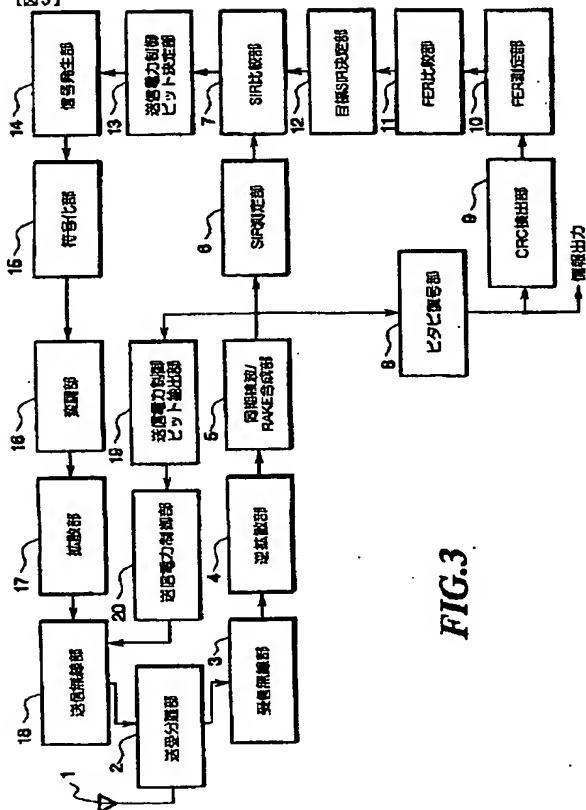 [図3]
1
送受分離部
2
受信無線部
3
逆拡散部
4
同期検波/
RAKE合成部
5
SIR測定部
6
SIR比較部
7
ビタビ復号部
8
CRC検出部
9
情報出力
FER測定部
10
FER比較部
11
目標SIR決定部
12
送信電力制御
ビット決定部
13
信号発生部
14
符号化部
15
変調部
16
拡散部
17
送信無線部
18
送信電力制御
ビット抽出部
19
送信電力制御部
20
FIG.3